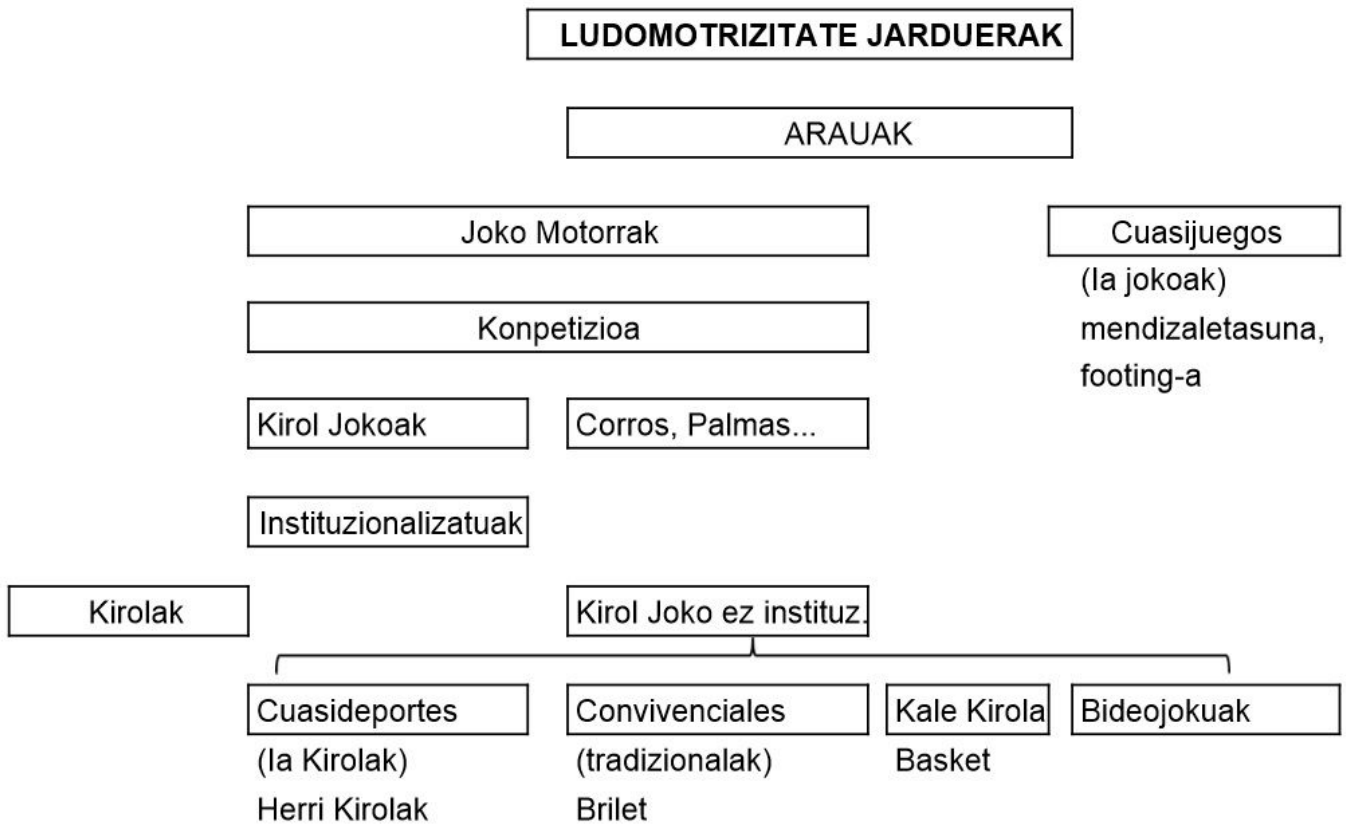 LUDOMOTRIZITATE JARDUERAK
ARAUAK
Joko Motorrak
Cuasijuegos
(Ia jokoak)
mendizaletasuna,
footing-a
Konpetizioa
Kirol Jokoak
Corros, Palmas...
Instituzionalizatuak
Kirolak
Kirol Joko ez instituz.
Cuasideportes
(Ia Kirolak)
Herri Kirolak
Convivenciales
(tradizionalak)
Brilet
Kale Kirola
Basket
Bideojokuak